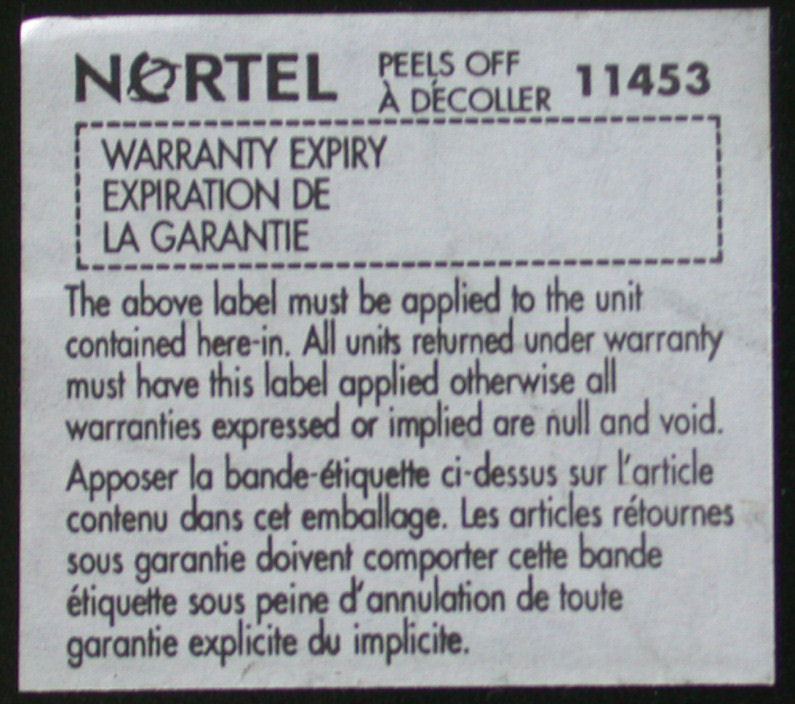 NORTEL PEELS OFF 11453
À DÉCOLLER
WARRANTY EXPIRY
EXPIRATION DE
LA GARANTIE
The above label must be applied to the unit
contained here-in. All units returned under warranty
must have this label applied otherwise all
warranties expressed or implied are null and void.
Apposer la bande-étiquette ci-dessus sur l'article
contenu dans cet emballage. Les articles rétournes
sous garantie doivent comporter cette bande
étiquette sous peine d'annulation de toute
garantie explicite du implicite.